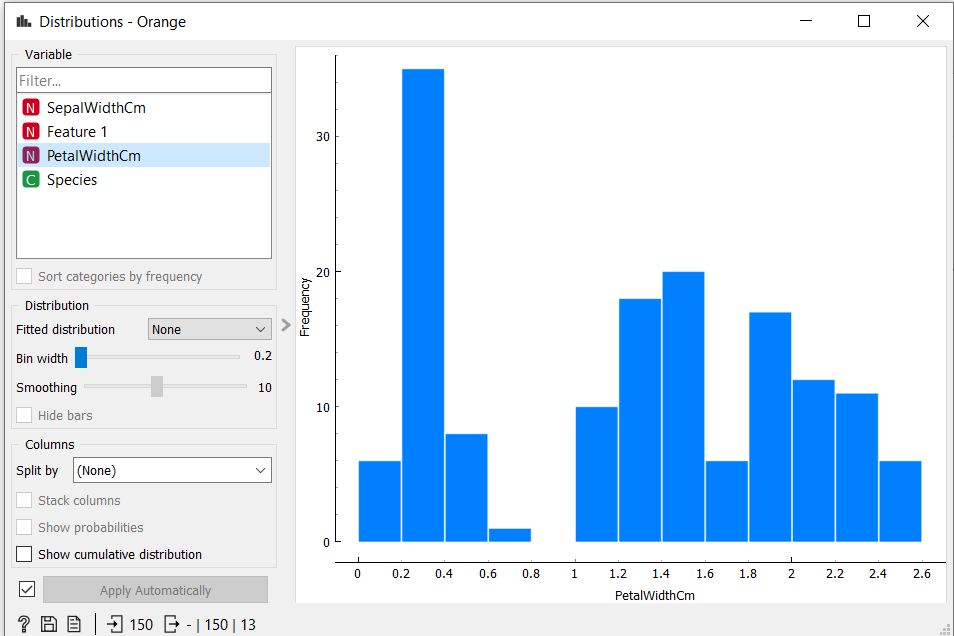 Distributions - Orange
Variable
Filter...
N SepalWidthCm
N Feature 1
N PetalWidthCm
C Species
Sort categories by frequency
Distribution
Fitted distribution None
Bin width 0.2
Smoothing 10
Hide bars
Columns
Split by (None)
Stack columns
Show probabilities
Show cumulative distribution
Apply Automatically
? 150 - | 150 | 13
Frequency
30
20
10
0
0 0.2 0.4 0.6 0.8 1 1.2 1.4 1.6 1.8 2 2.2 2.4 2.6
PetalWidthCm